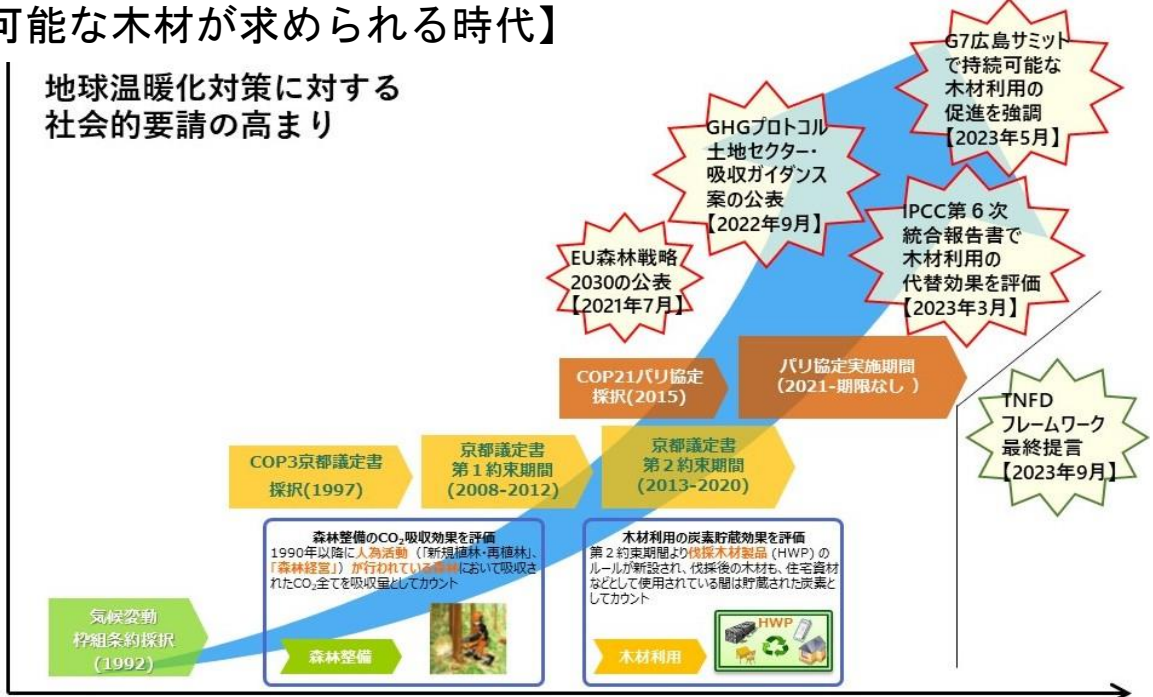 可能な木材が求められる時代】
地球温暖化対策に対する
社会的要請の高まり
G7広島サミット
で持続可能な
木材利用の
促進を強調
【2023年5月】
GHGプロトコル
土地セクター・
吸収ガイダンス
案の公表
【2022年9月】
IPCC第6次
統合報告書で
木材利用の
代替効果を評価
【2023年3月】
EU森林戦略
2030の公表
【2021年7月】
COP21パリ協定
採択(2015)
パリ協定実施期間
(2021-期限なし )
TNFD
フレームワーク
最終提言
【2023年9月】
COP3京都議定書
採択(1997)
京都議定書
第1約束期間
(2008-2012)
京都議定書
第2約束期間
(2013-2020)
森林整備のCO₂吸収効果を評価
1990年以降に人為活動(「新規植林・再植林」、
「森林経営」)が行われている森林において吸収さ
れたCO₂全てを吸収量としてカウント
森林整備
木材利用の炭素貯蔵効果を評価
第2約束期間より伐採木材製品(HWP)の
ルールが新設され、伐採後の木材も、住宅資材
などとして使用されている間は貯蔵された炭素と
してカウント
木材利用
HWP
気候変動
枠組条約採択
(1992)